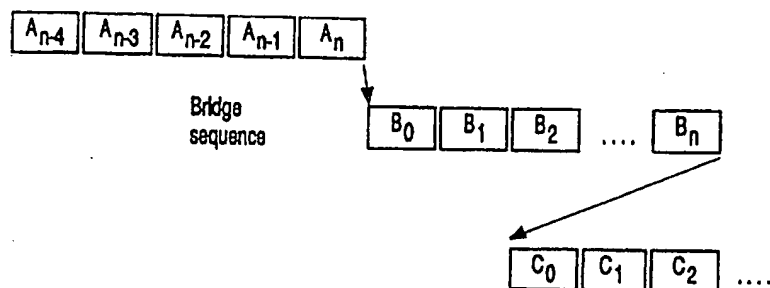 A_{n-4} A_{n-3} A_{n-2} A_{n-1} A_n
Bridge
sequence
B_0 B_1 B_2 .... B_n
C_0 C_1 C_2 ....